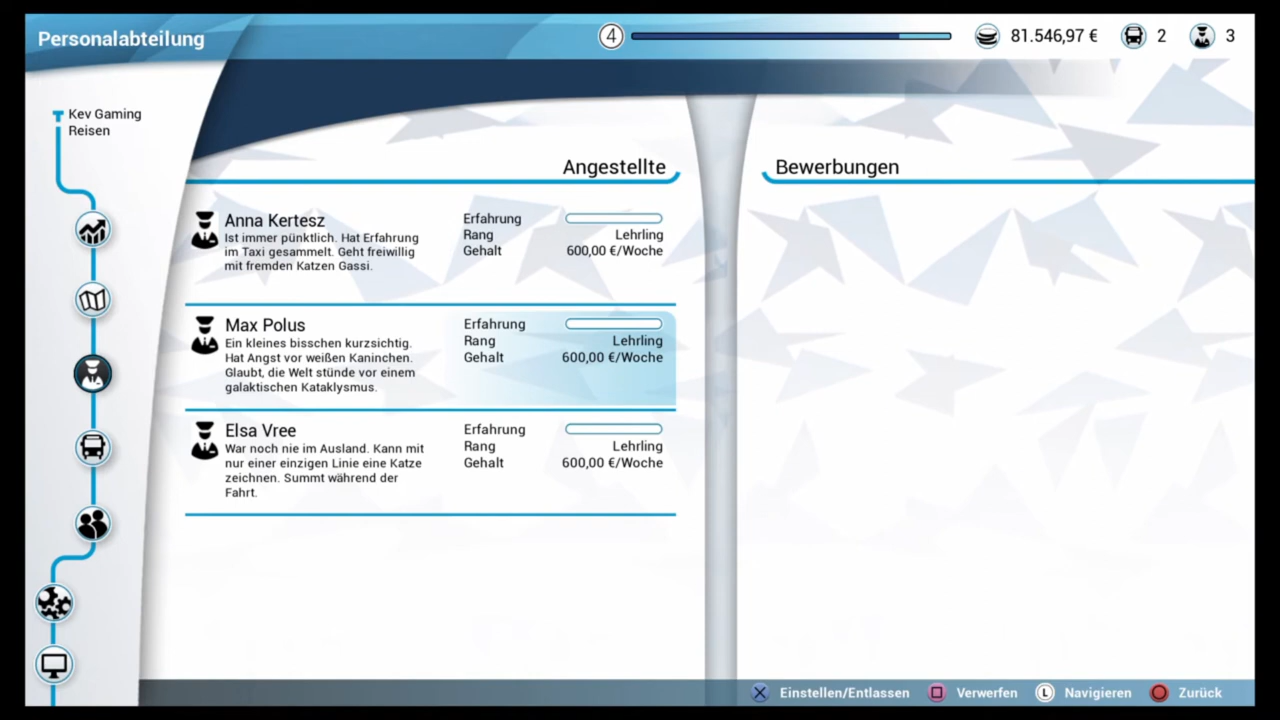 Personalabteilung
4
81.546,97 €
2
3
Kev Gaming
Reisen
Angestellte
Anna Kertesz
Ist immer pünktlich. Hat Erfahrung
im Taxi gesammelt. Geht freiwillig
mit fremden Katzen Gassi.
Erfahrung
Rang Lehrling
Gehalt 600,00 €/Woche
Max Polus
Ein kleines bisschen kurzsichtig.
Hat Angst vor weißen Kaninchen.
Glaubt, die Welt stünde vor einem
galaktischen Kataklysmus.
Erfahrung
Rang Lehrling
Gehalt 600,00 €/Woche
Elsa Vree
War noch nie im Ausland. Kann mit
nur einer einzigen Linie eine Katze
zeichnen. Summt während der
Fahrt.
Erfahrung
Rang Lehrling
Gehalt 600,00 €/Woche
Bewerbungen
Einstellen/Entlassen Verwerfen L Navigieren Zurück